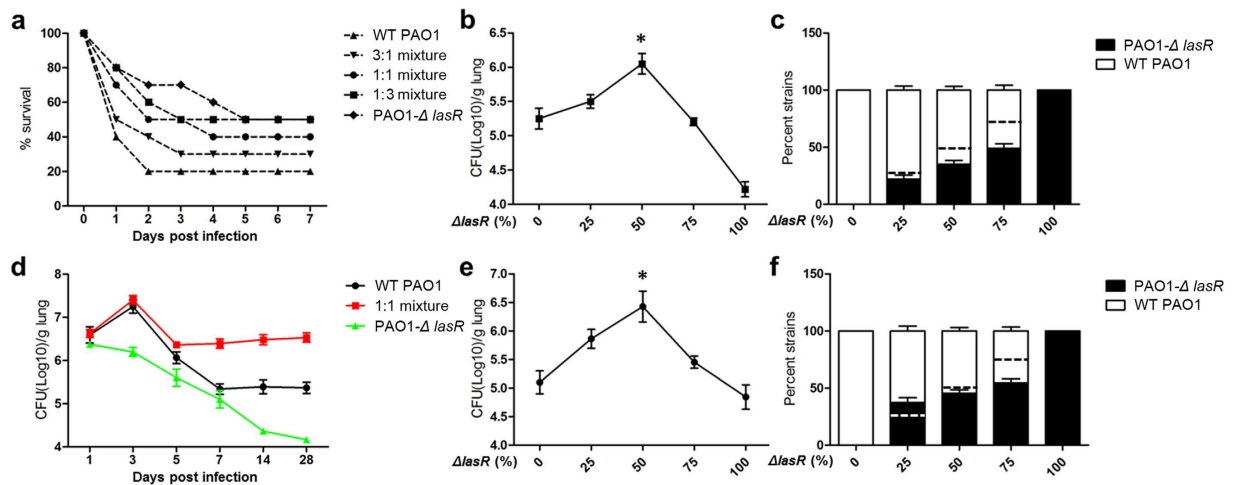 a
% survival
100
80
60
40
20
0
0 1 2 3 4 5 6 7
Days post infection
WT PAO1
3:1 mixture
1:1 mixture
1:3 mixture
PAO1-Δ lasR
b
CFU(Log10)/g lung
6.5
6.0
5.5
5.0
4.5
4.0
*
0 25 50 75 100
ΔlasR (%)
c
Percent strains
150
100
50
0
0 25 50 75 100
ΔlasR (%)
PAO1-Δ lasR
WT PAO1
d
CFU(Log10)/g lung
8
7
6
5
4
1 3 5 7 14 28
Days post infection
WT PAO1
1:1 mixture
PAO1-Δ lasR
e
CFU(Log10)/g lung
7.0
6.5
6.0
5.5
5.0
4.5
4.0
*
0 25 50 75 100
ΔlasR (%)
f
Percent strains
150
100
50
0
0 25 50 75 100
ΔlasR (%)
PAO1-Δ lasR
WT PAO1